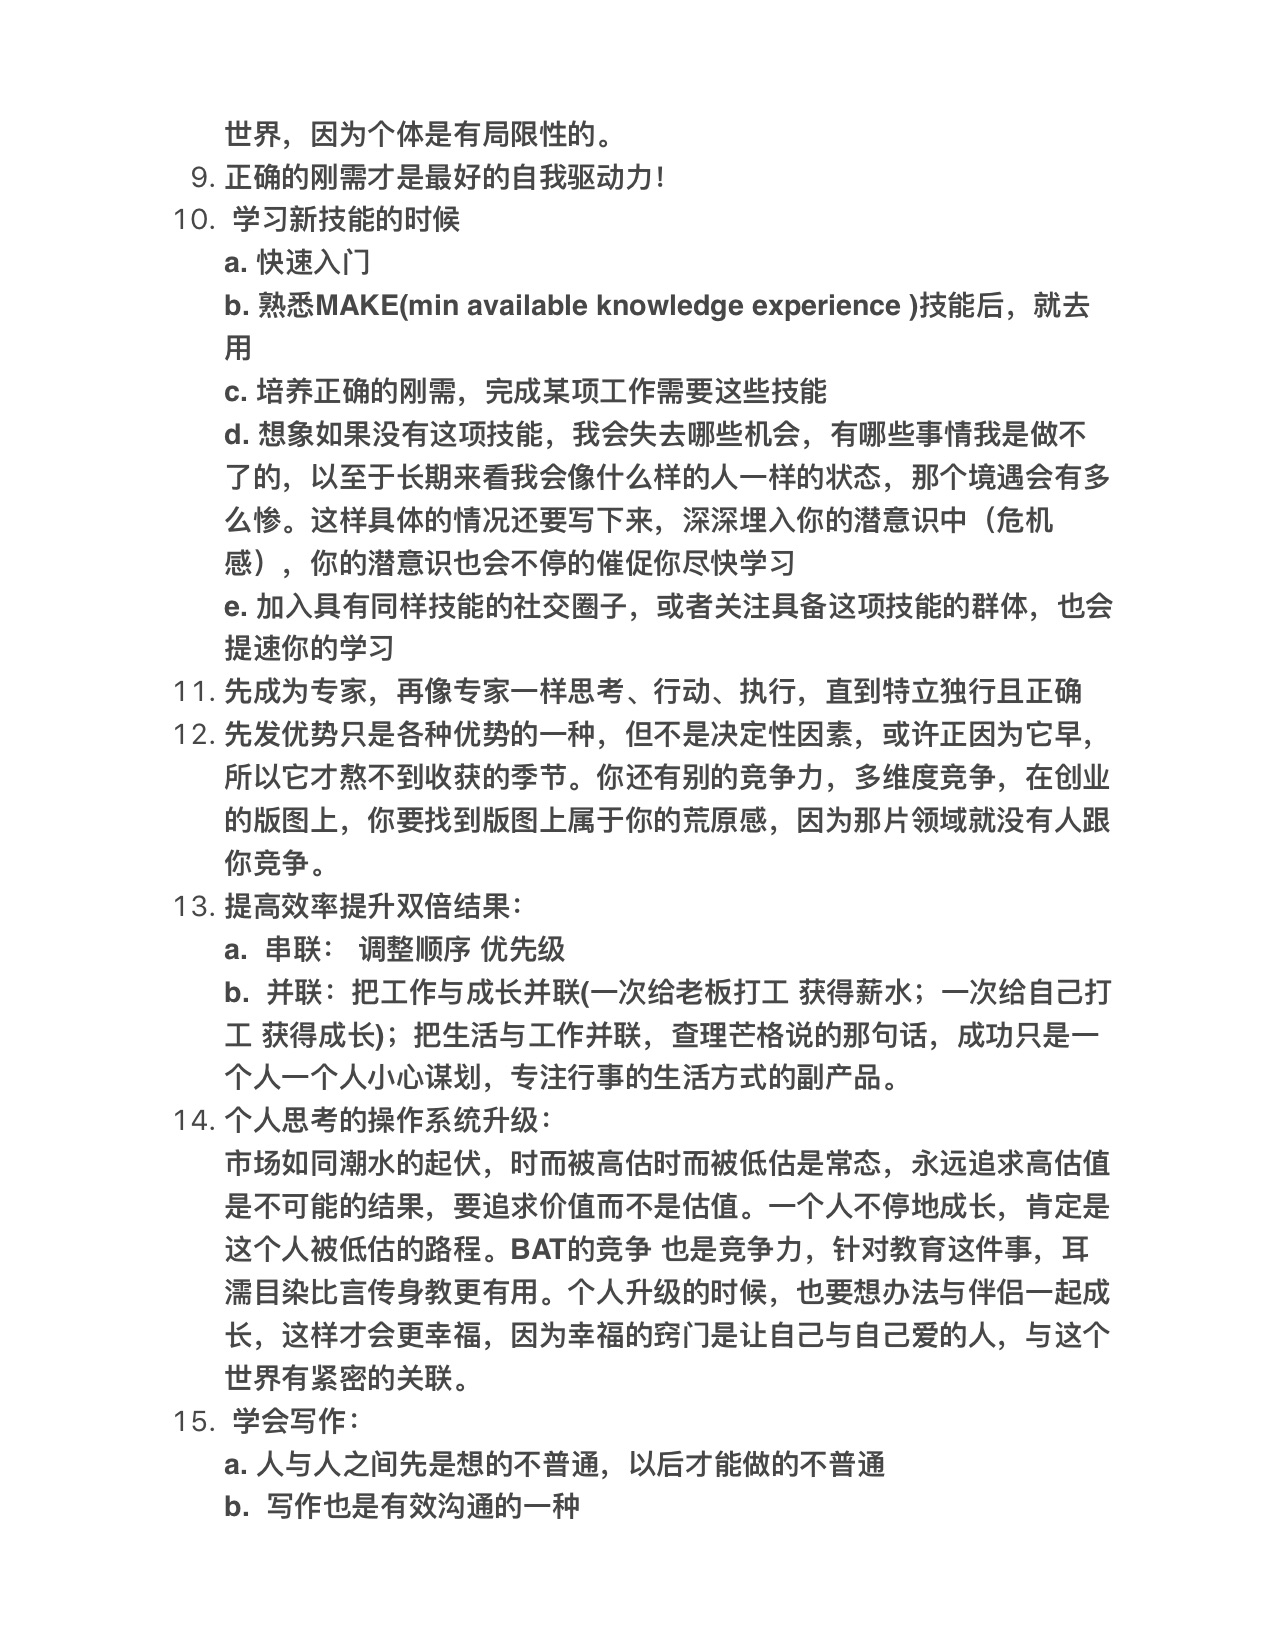 世界，因为个体是有局限性的。
9. 正确的刚需才是最好的自我驱动力！
10. 学习新技能的时候
a. 快速入门
b. 熟悉MAKE(min available knowledge experience )技能后，就去
用
c. 培养正确的刚需，完成某项工作需要这些技能
d. 想象如果没有这项技能，我会失去哪些机会，有哪些事情我是做不
了的，以至于长期来看我会像什么样的人一样的状态，那个境遇会有多
么惨。这样具体的情况还要写下来，深深埋入你的潜意识中（危机
感），你的潜意识也会不停的催促你尽快学习
e. 加入具有同样技能的社交圈子，或者关注具备这项技能的群体，也会
提速你的学习
11. 先成为专家，再像专家一样思考、行动、执行，直到特立独行且正确
12. 先发优势只是各种优势的一种，但不是决定性因素，或许正因为它早，
所以它才熬不到收获的季节。你还有别的竞争力，多维度竞争，在创业
的版图上，你要找到版图上属于你的荒原感，因为那片领域就没有人跟
你竞争。
13. 提高效率提升双倍结果：
a. 串联： 调整顺序 优先级
b. 并联：把工作与成长并联(一次给老板打工 获得薪水；一次给自己打
工 获得成长)；把生活与工作并联，查理芒格说的那句话，成功只是一
个人一个人小心谋划，专注行事的生活方式的副产品。
14. 个人思考的操作系统升级：
市场如同潮水的起伏，时而被高估时而被低估是常态，永远追求高估值
是不可能的结果，要追求价值而不是估值。一个人不停地成长，肯定是
这个人被低估的路程。BAT的竞争 也是竞争力，针对教育这件事，耳
濡目染比言传身教更有用。个人升级的时候，也要想办法与伴侣一起成
长，这样才会更幸福，因为幸福的窍门是让自己与自己爱的人，与这个
世界有紧密的关联。
15. 学会写作：
a. 人与人之间先是想的不普通，以后才能做的不普通
b. 写作也是有效沟通的一种